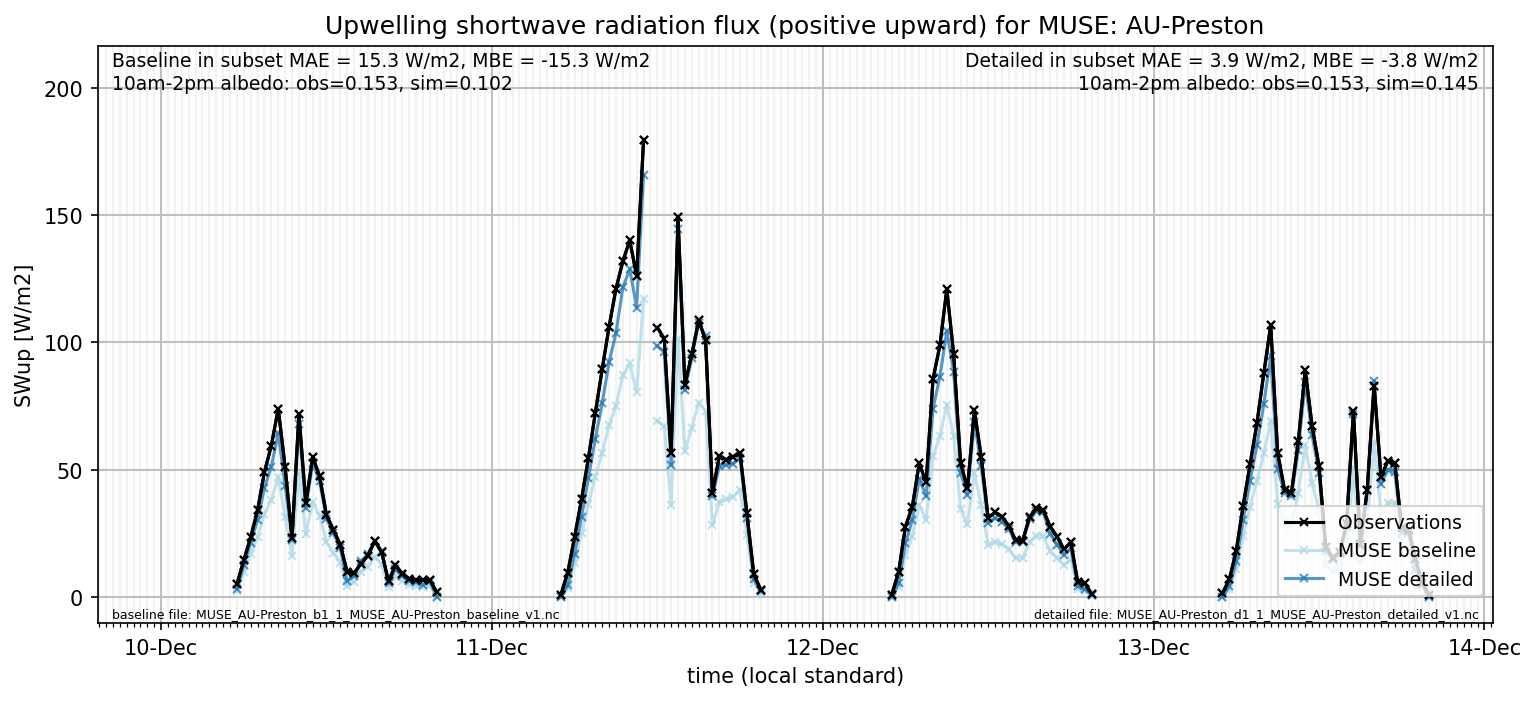 Upwelling shortwave radiation flux (positive upward) for MUSE: AU-Preston
Baseline in subset MAE = 15.3 W/m2, MBE = -15.3 W/m2
10am-2pm albedo: obs=0.153, sim=0.102
Detailed in subset MAE = 3.9 W/m2, MBE = -3.8 W/m2
10am-2pm albedo: obs=0.153, sim=0.145
SWup [W/m2]
200
150
100
50
0
Observations
MUSE baseline
MUSE detailed
baseline file: MUSE_AU-Preston_b1_1_MUSE_AU-Preston_baseline_v1.nc
detailed file: MUSE_AU-Preston_d1_1_MUSE_AU-Preston_detailed_v1.nc
10-Dec
11-Dec
12-Dec
13-Dec
14-Dec
time (local standard)